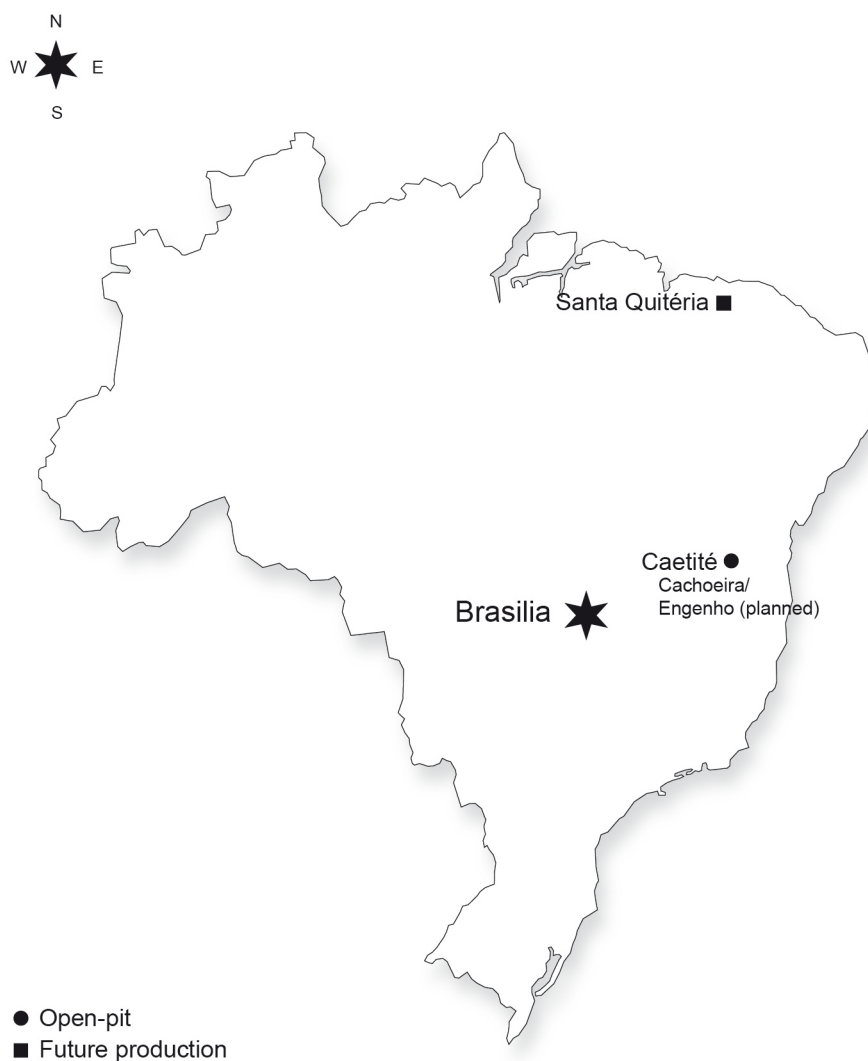 N
W E
S
Santa Quitéria
Caetité
Cachoeira/
Engenho (planned)
Brasilia
Open-pit
Future production